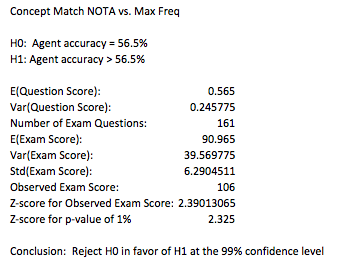 Concept Match NOTA vs. Max Freq
H0: Agent accuracy = 56.5%
H1: Agent accuracy > 56.5%
E(Question Score): 0.565
Var(Question Score): 0.245775
Number of Exam Questions: 161
E(Exam Score): 90.965
Var(Exam Score): 39.569775
Std(Exam Score): 6.2904511
Observed Exam Score: 106
Z-score for Observed Exam Score: 2.39013065
Z-score for p-value of 1% 2.325
Conclusion: Reject H0 in favor of H1 at the 99% confidence level